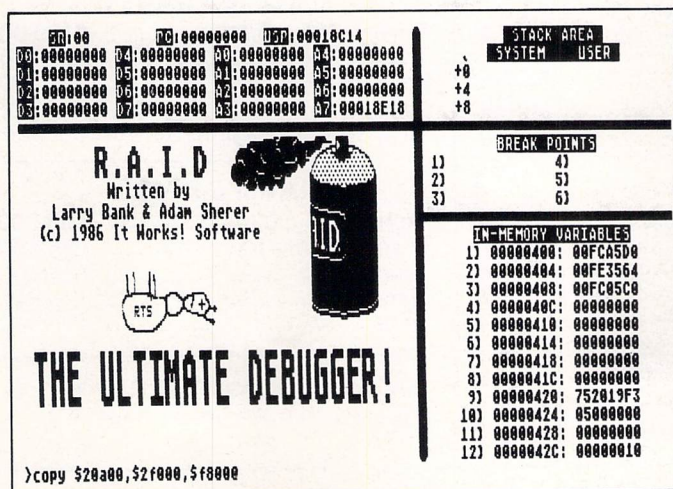 SR:00 PC:00000000 USP:00018C14
D0:00000000 D4:00000000 A0:00000000 A4:00000000
D1:00000000 D5:00000000 A1:00000000 A5:00000000
D2:00000000 D6:00000000 A2:00000000 A6:00000000
D3:00000000 D7:00000000 A3:00000000 A7:00018E18
STACK AREA
SYSTEM USER
+0
+4
+8
BREAK POINTS
1) 4)
2) 5)
3) 6)
R.A.I.D
Written by
Larry Bank & Adam Sherer
(c) 1986 It Works! Software
AID
RTS
THE ULTIMATE DEBUGGER!
IN-MEMORY VARIABLES
1) 00000400: 00FCA5D0
2) 00000404: 00FE3564
3) 00000408: 00FC05C0
4) 0000040C: 00000000
5) 00000410: 00000000
6) 00000414: 00000000
7) 00000418: 00000000
8) 0000041C: 00000000
9) 00000420: 752019F3
10) 00000424: 05000000
11) 00000428: 00000000
12) 0000042C: 00000010
>copy $20a00,$2f000,$f8000